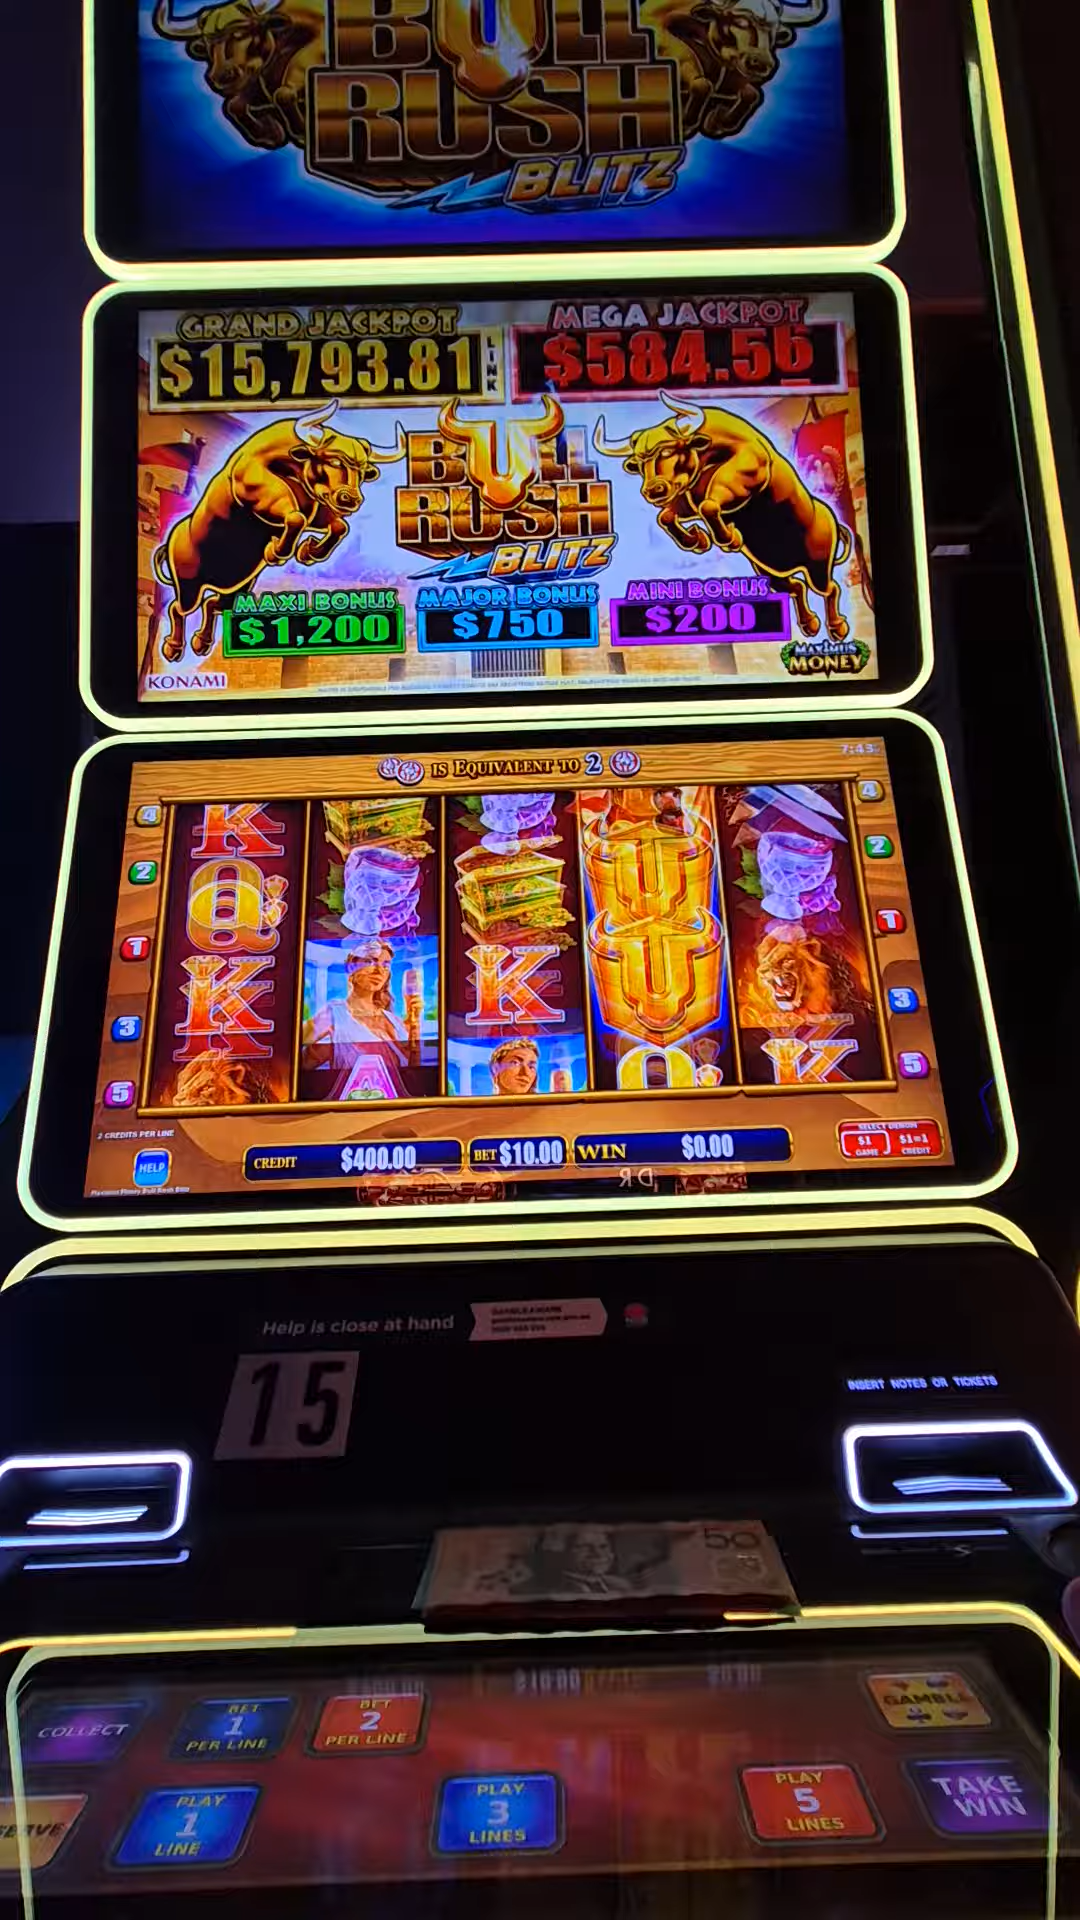 BULL
RUSH
BLITZ
GRAND JACKPOT
$15,793.81
LINK
MEGA JACKPOT
$584.56
BULL
RUSH
BLITZ
MAXI BONUS
$1,200
MAJOR BONUS
$750
MINI BONUS
$200
KONAMI
MAXIMUS
MONEY
IS EQUIVALENT TO 2
7:43
4
4
2
2
1
1
3
3
5
5
K
Q
K
A
K
Q
K
2 CREDITS PER LINE
HELP
CREDIT $400.00
BET $10.00
WIN $0.00
SELECT DENOM
$1
GAME
$1=1
CREDIT
Help is close at hand
15
INSERT NOTES OR TICKETS
50
COLLECT
BET
1
PER LINE
BET
2
PER LINE
GAMBLE
PLAY
1
LINE
PLAY
3
LINES
PLAY
5
LINES
TAKE
WIN